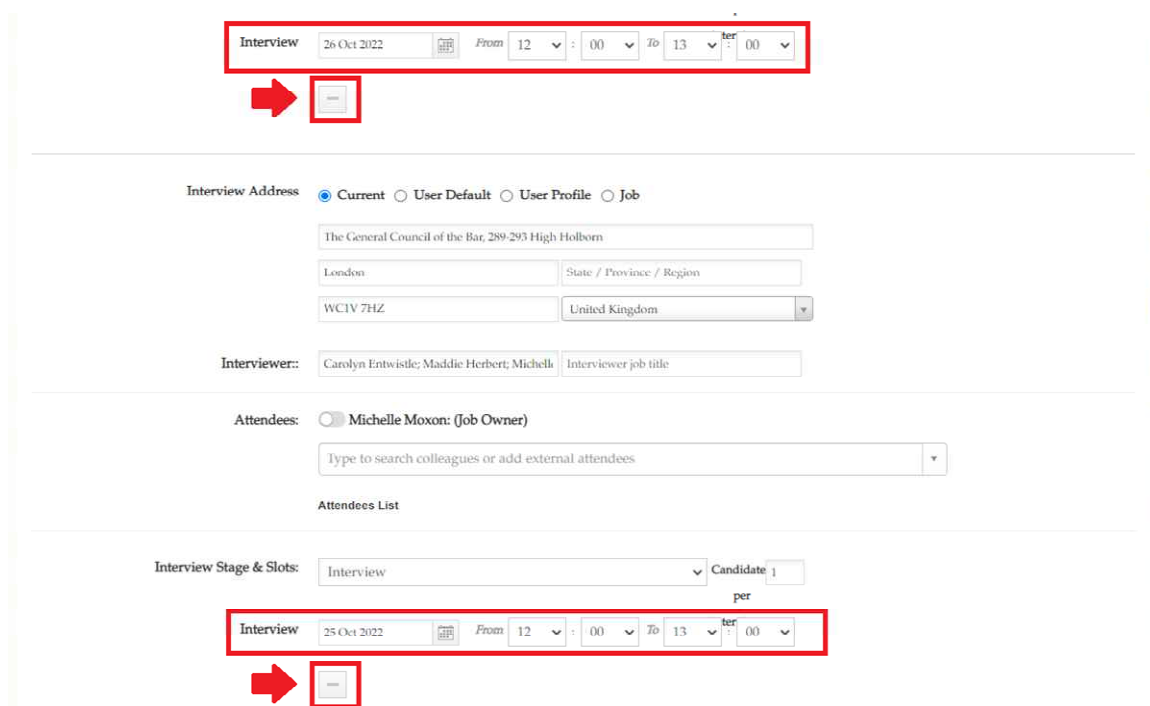 Interview 26 Oct 2022 From 12 : 00 To 13 : 00
ter
−
Interview Address Current User Default User Profile Job
The General Council of the Bar, 289-293 High Holborn
London State / Province / Region
WC1V 7HZ United Kingdom
Interviewer:: Carolyn Entwistle; Maddie Herbert; Michell Interviewer job title
Attendees: Michelle Moxon: (Job Owner)
Type to search colleagues or add external attendees
Attendees List
Interview Stage & Slots: Interview Candidate 1
per
ter
Interview 25 Oct 2022 From 12 : 00 To 13 : 00
−